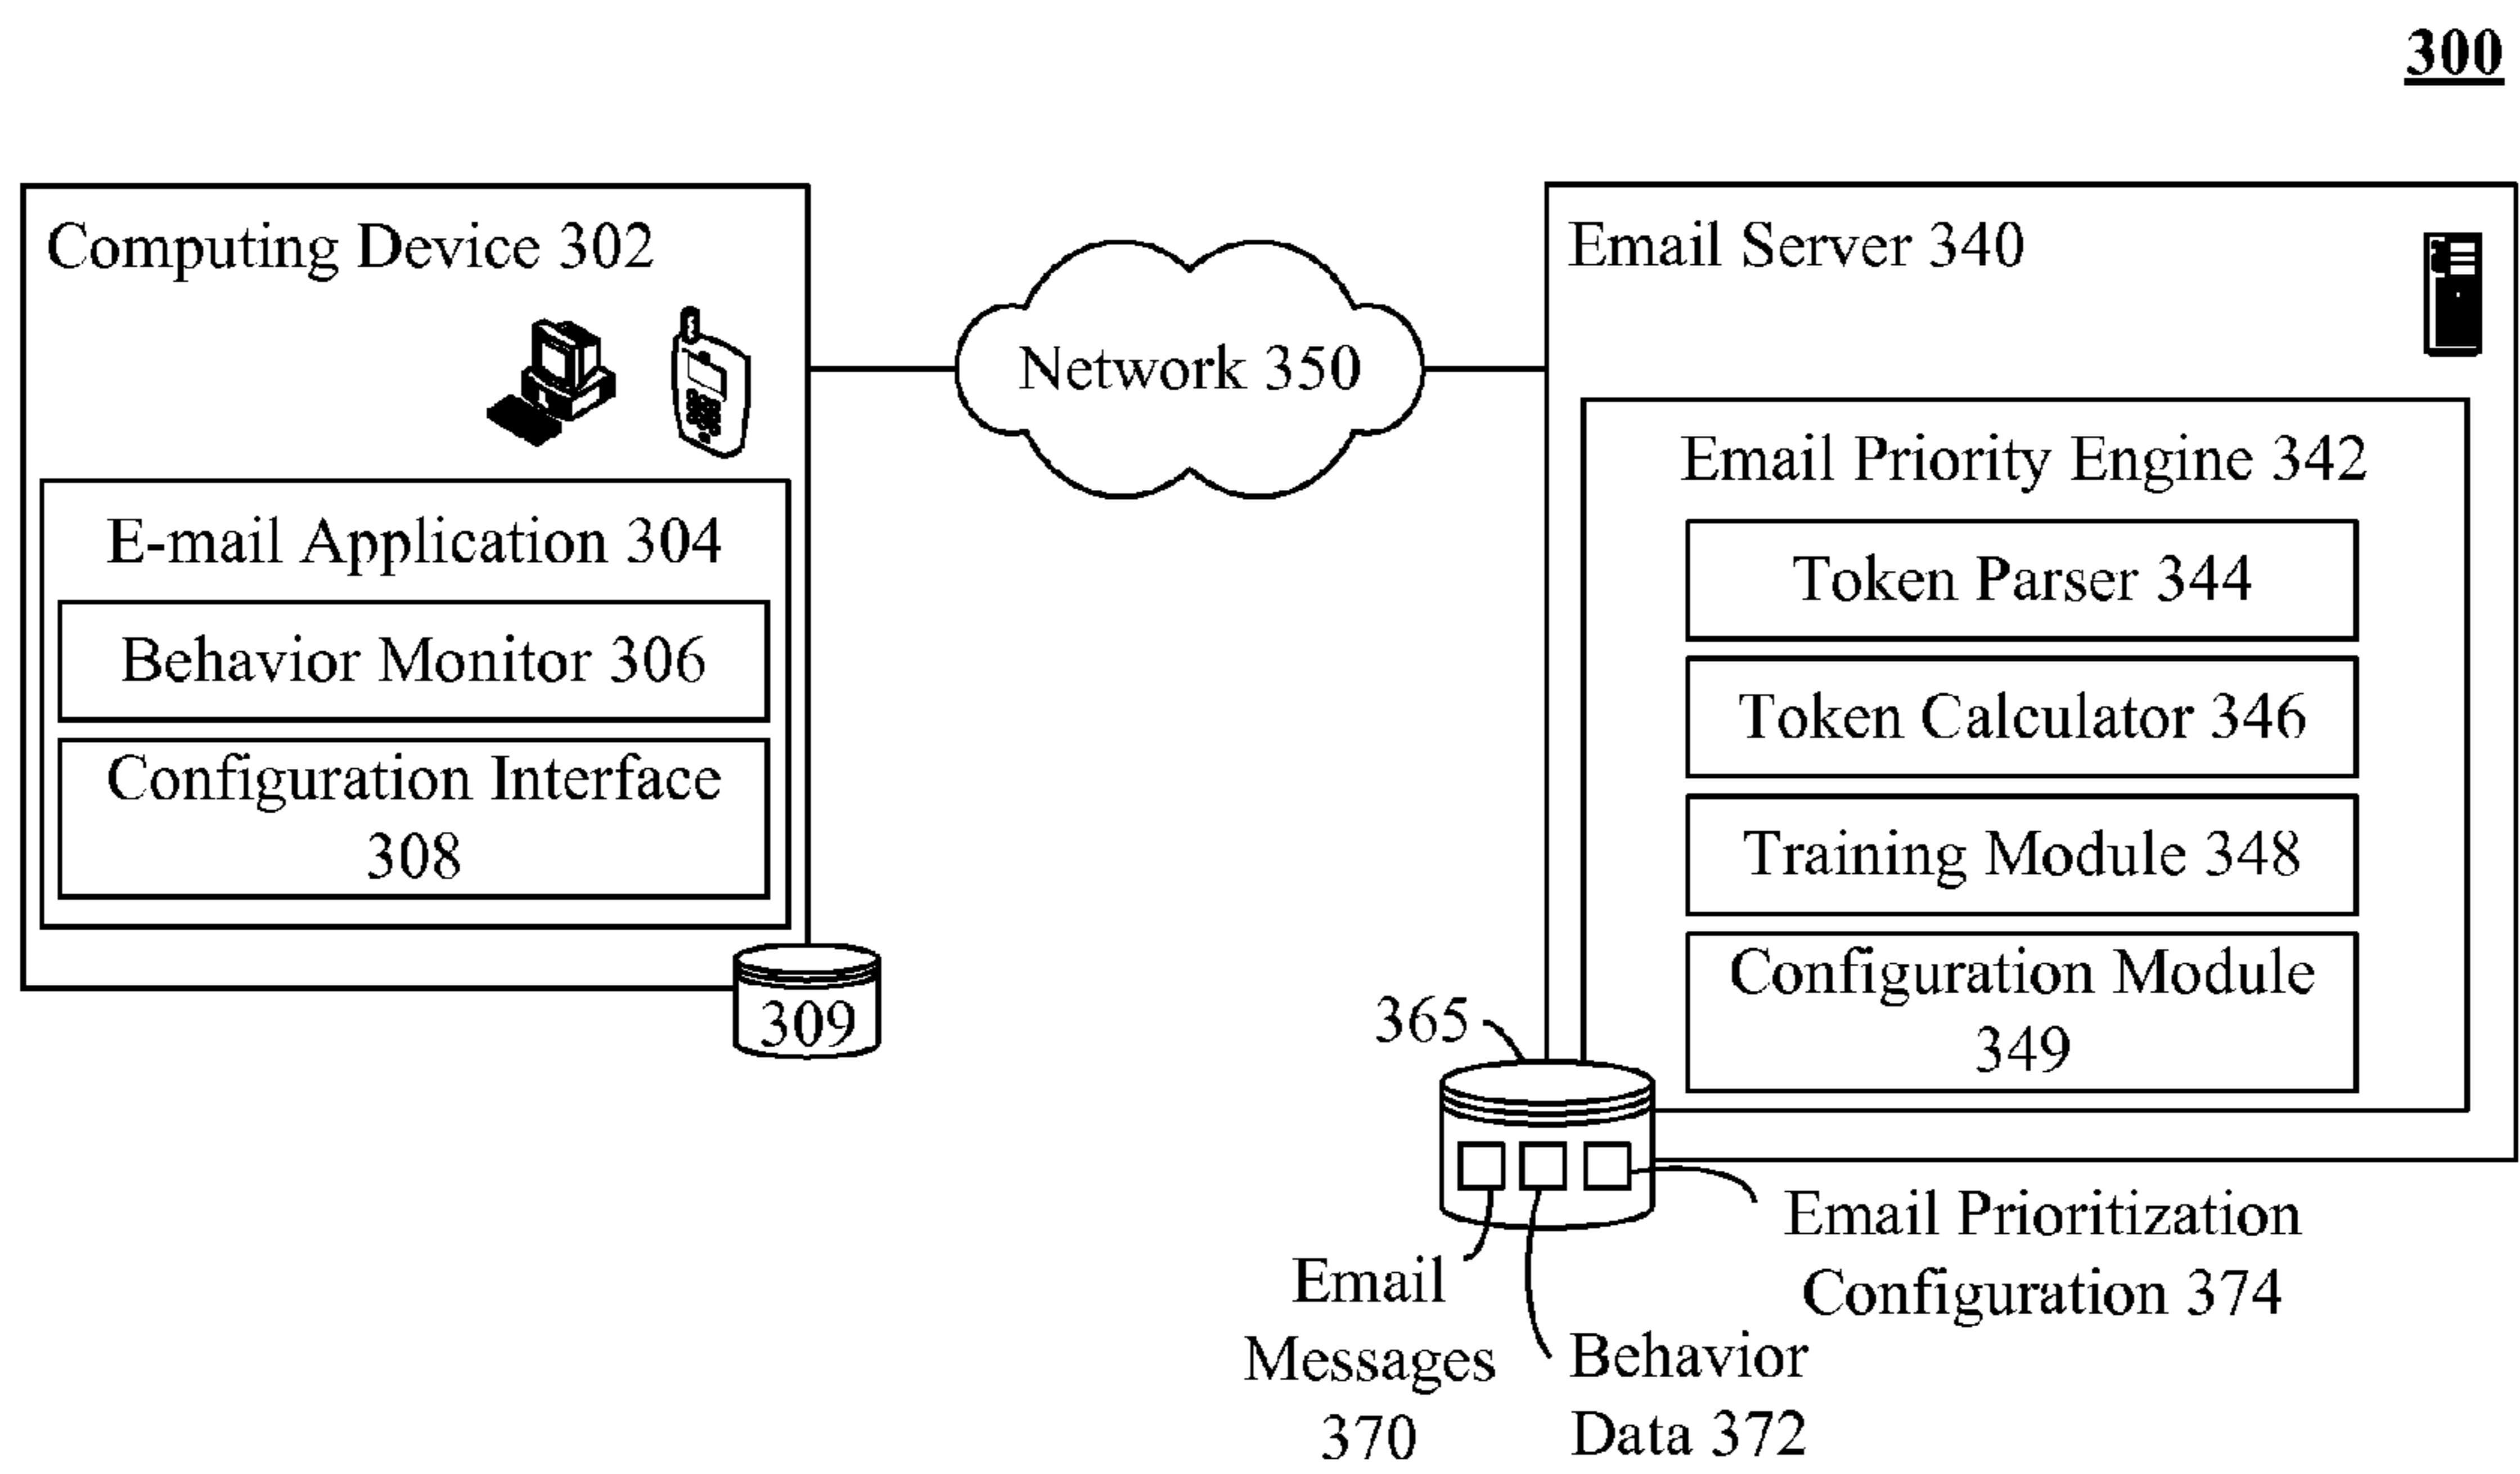 300
Computing Device 302
E-mail Application 304
Behavior Monitor 306
Configuration Interface
308
309
Network 350
Email Server 340
Email Priority Engine 342
Token Parser 344
Token Calculator 346
Training Module 348
Configuration Module
349
365
Email
Messages
370
Behavior
Data 372
Email Prioritization
Configuration 374